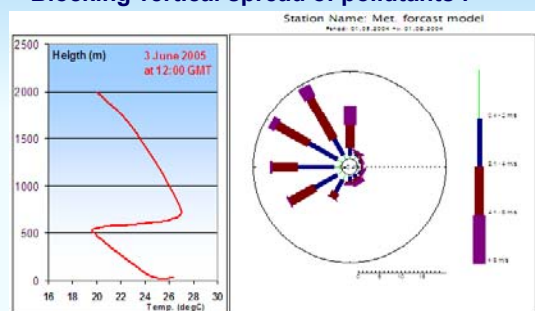 Blocking vertical spread of pollutants !
Station Name: Met. forcast model
2500
Heigth (m)
3 June 2005
at 12:00 GMT
2000
1500
1000
500
0
16 18 20 22 24 26 28 30
Temp. (degC)